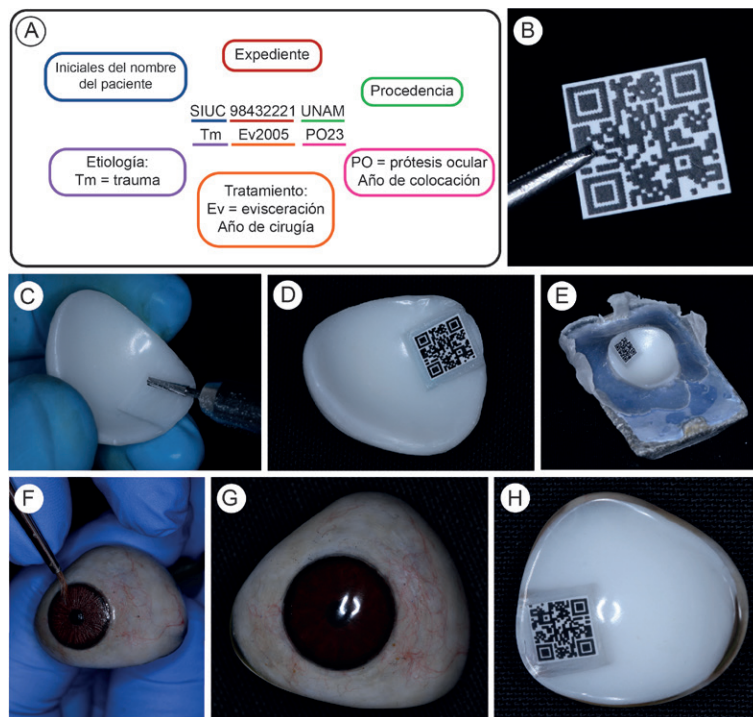 A
Iniciales del nombre
del paciente
Expediente
Procedencia
SIUC 98432221 UNAM
Tm Ev2005 PO23
Etiología:
Tm = trauma
Tratamiento:
Ev = evisceración
Año de cirugía
PO = prótesis ocular
Año de colocación
B
C
D
E
F
G
H